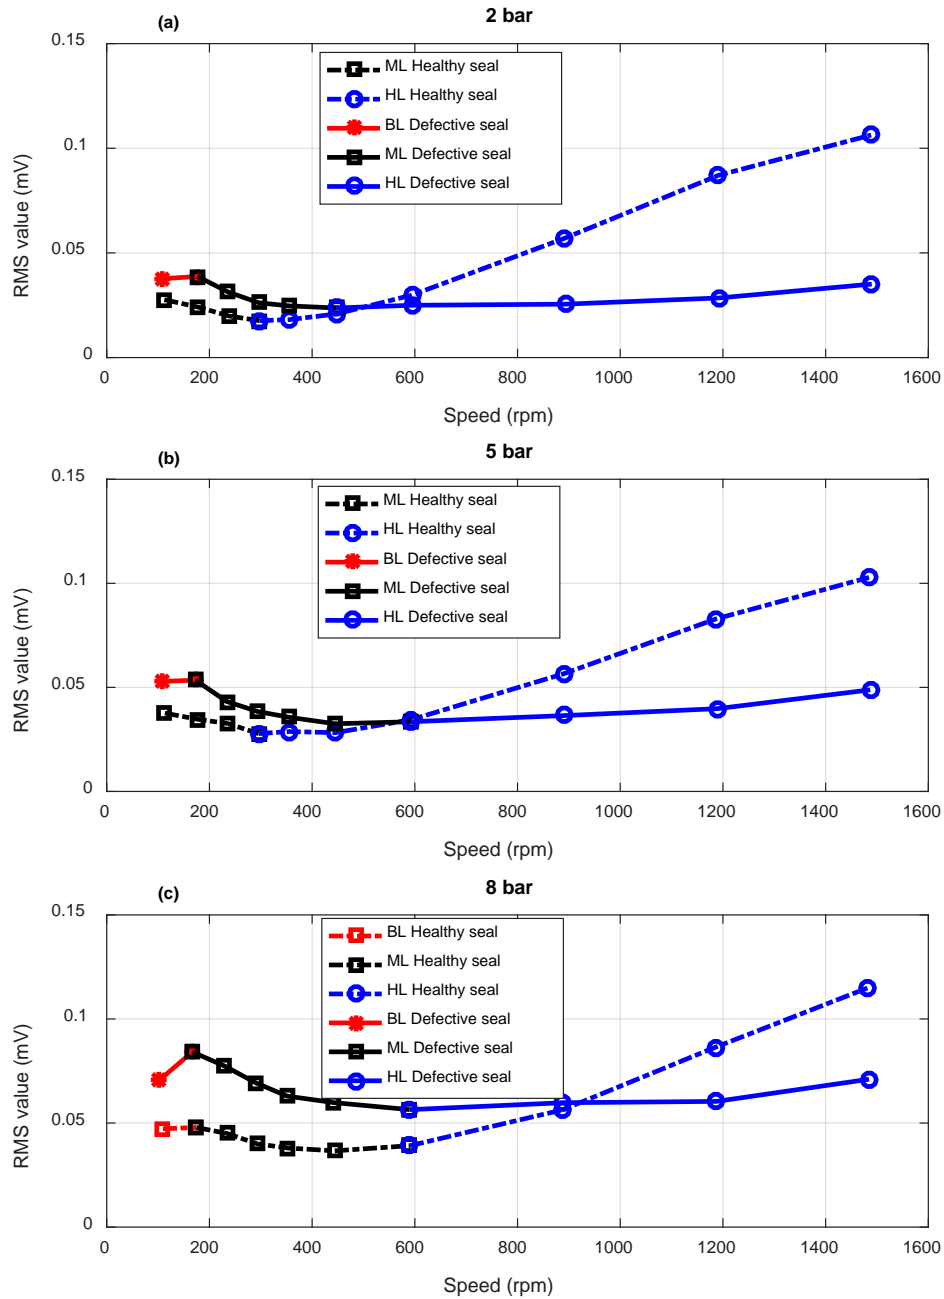 (a)
2 bar
0.15
0.1
0.05
0
RMS value (mV)
ML Healthy seal
HL Healthy seal
BL Defective seal
ML Defective seal
HL Defective seal
0 200 400 600 800 1000 1200 1400 1600
Speed (rpm)
(b)
5 bar
0.15
0.1
0.05
0
RMS value (mV)
ML Healthy seal
HL Healthy seal
BL Defective seal
ML Defective seal
HL Defective seal
0 200 400 600 800 1000 1200 1400 1600
Speed (rpm)
(c)
8 bar
0.15
0.1
0.05
0
RMS value (mV)
BL Healthy seal
ML Healthy seal
HL Healthy seal
BL Defective seal
ML Defective seal
HL Defective seal
0 200 400 600 800 1000 1200 1400 1600
Speed (rpm)